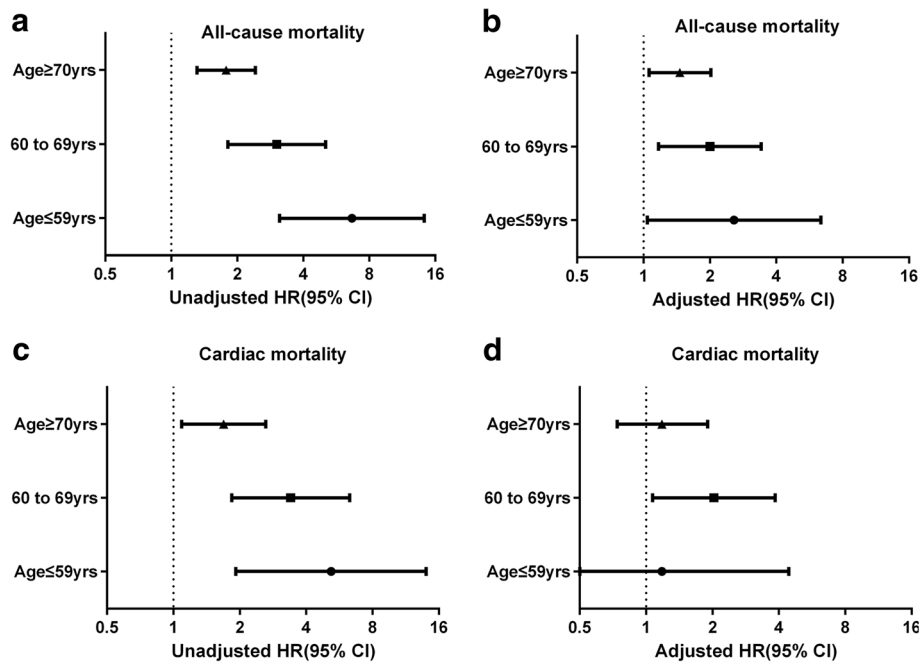 a
All-cause mortality
Age≥70yrs
60 to 69yrs
Age≤59yrs
0.5 1 2 4 8 16
Unadjusted HR(95% CI)
b
All-cause mortality
Age≥70yrs
60 to 69yrs
Age≤59yrs
0.5 1 2 4 8 16
Adjusted HR(95% CI)
c
Cardiac mortality
Age≥70yrs
60 to 69yrs
Age≤59yrs
0.5 1 2 4 8 16
Unadjusted HR(95% CI)
d
Cardiac mortality
Age≥70yrs
60 to 69yrs
Age≤59yrs
0.5 1 2 4 8 16
Adjusted HR(95% CI)